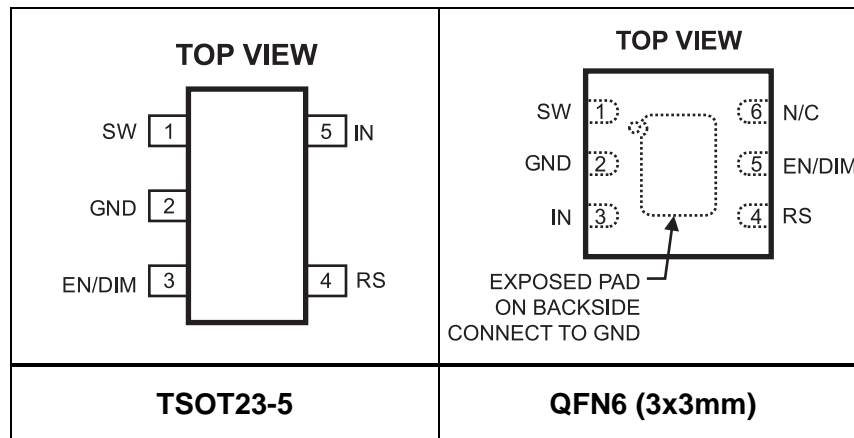 TOP VIEW
SW 1 5 IN
GND 2
EN/DIM 3 4 RS
TSOT23-5
TOP VIEW
SW 1 6 N/C
GND 2 5 EN/DIM
IN 3 4 RS
EXPOSED PAD
ON BACKSIDE
CONNECT TO GND
QFN6 (3x3mm)